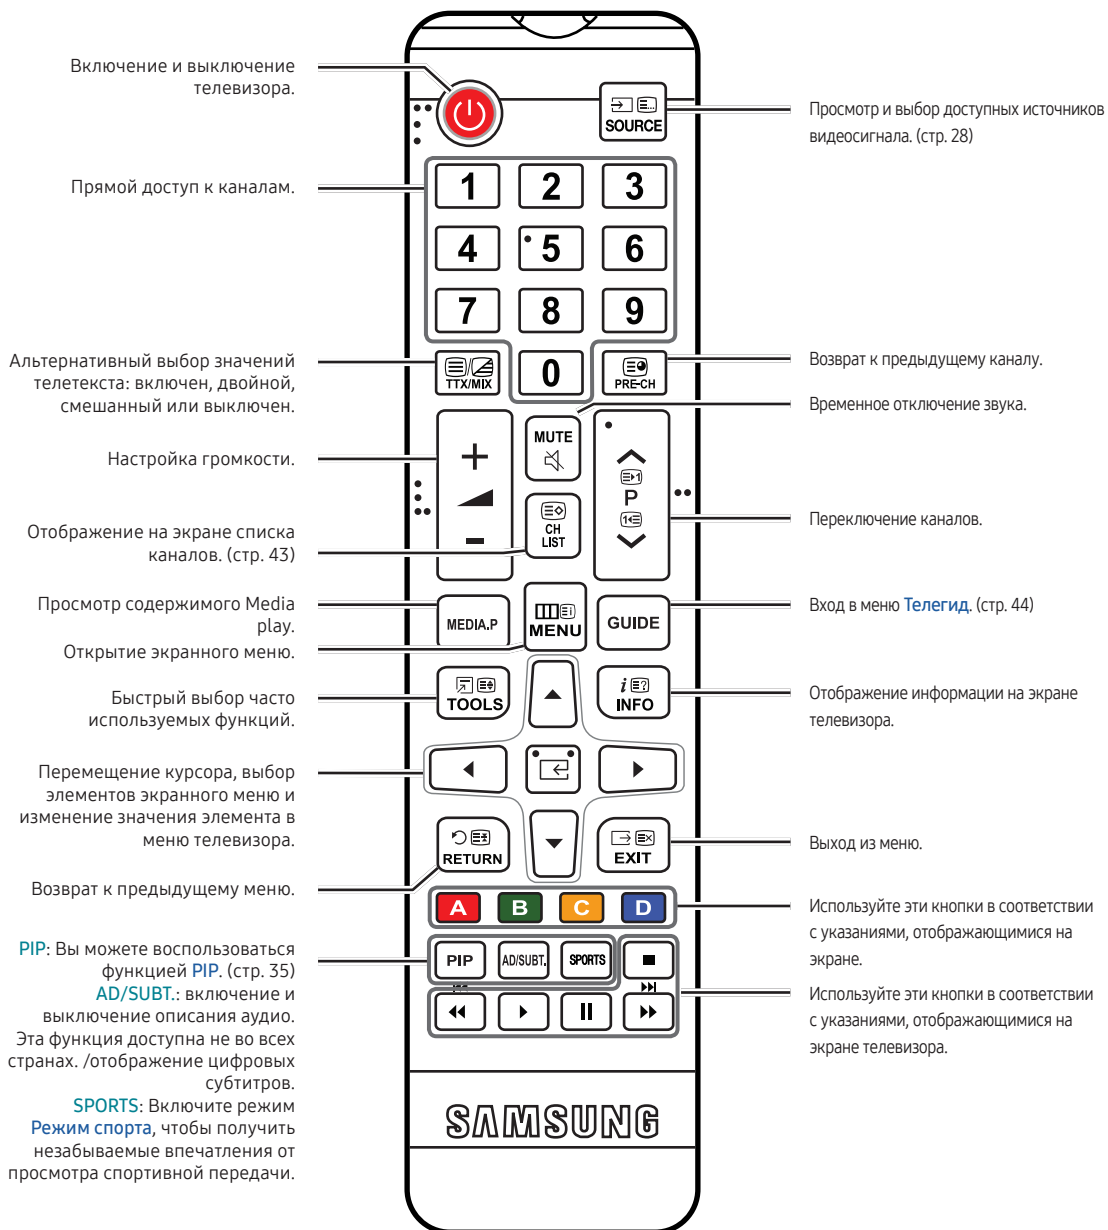 Включение и выключение
телевизора.
Прямой доступ к каналам.
Альтернативный выбор значений
телетекста: включен, двойной,
смешанный или выключен.
Настройка громкости.
Отображение на экране списка
каналов. (стр. 43)
Просмотр содержимого Media
play.
Открытие экранного меню.
Быстрый выбор часто
используемых функций.
Перемещение курсора, выбор
элементов экранного меню и
изменение значения элемента в
меню телевизора.
Возврат к предыдущему меню.
PIP: Вы можете воспользоваться
функцией PIP. (стр. 35)
AD/SUBT.: включение и
выключение описания аудио.
Эта функция доступна не во всех
странах. /отображение цифровых
субтитров.
SPORTS: Включите режим
Режим спорта, чтобы получить
незабываемые впечатления от
просмотра спортивной передачи.
SOURCE
1 2 3
4 5 6
7 8 9
TTX/MIX 0 PRE-CH
MUTE
P
CH
LIST
MEDIA.P MENU GUIDE
TOOLS INFO
RETURN EXIT
A B C D
PIP AD/SUBT. SPORTS
SAMSUNG
Просмотр и выбор доступных источников
видеосигнала. (стр. 28)
Возврат к предыдущему каналу.
Временное отключение звука.
Переключение каналов.
Вход в меню Телегид. (стр. 44)
Отображение информации на экране
телевизора.
Выход из меню.
Используйте эти кнопки в соответствии
с указаниями, отображающимися на
экране.
Используйте эти кнопки в соответствии
с указаниями, отображающимися на
экране телевизора.